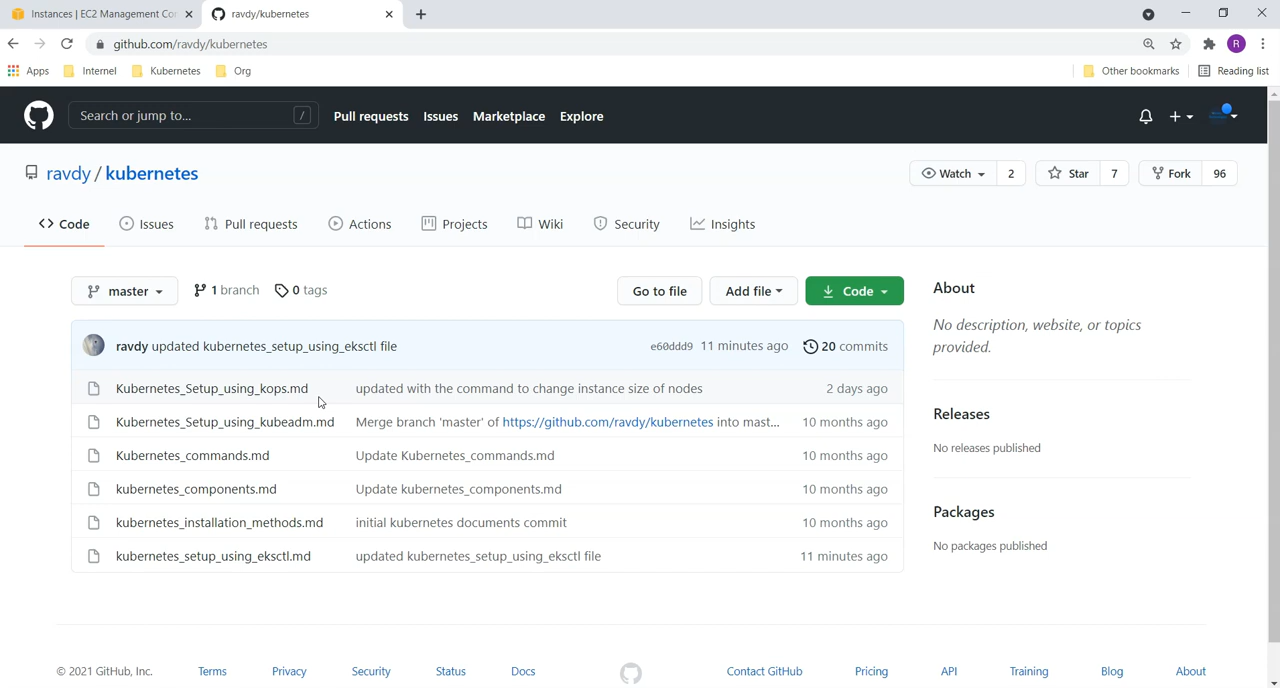 Instances | EC2 Management Con
ravdy/kubernetes
github.com/ravdy/kubernetes
R
Apps
Internel
Kubernetes
Org
Other bookmarks
Reading list
Search or jump to...
/
Pull requests
Issues
Marketplace
Explore
ravdy / kubernetes
Watch
2
Star
7
Fork
96
Code
Issues
Pull requests
Actions
Projects
Wiki
Security
Insights
master
1 branch
0 tags
Go to file
Add file
Code
About
No description, website, or topics
provided.
ravdy updated kubernetes_setup_using_eksctl file
e60ddd9 11 minutes ago
20 commits
Kubernetes_Setup_using_kops.md
updated with the command to change instance size of nodes
2 days ago
Kubernetes_Setup_using_kubeadm.md
Merge branch 'master' of https://github.com/ravdy/kubernetes into mast...
10 months ago
Kubernetes_commands.md
Update Kubernetes_commands.md
10 months ago
kubernetes_components.md
Update kubernetes_components.md
10 months ago
kubernetes_installation_methods.md
initial kubernetes documents commit
10 months ago
kubernetes_setup_using_eksctl.md
updated kubernetes_setup_using_eksctl file
11 minutes ago
Releases
No releases published
Packages
No packages published
© 2021 GitHub, Inc.
Terms
Privacy
Security
Status
Docs
Contact GitHub
Pricing
API
Training
Blog
About